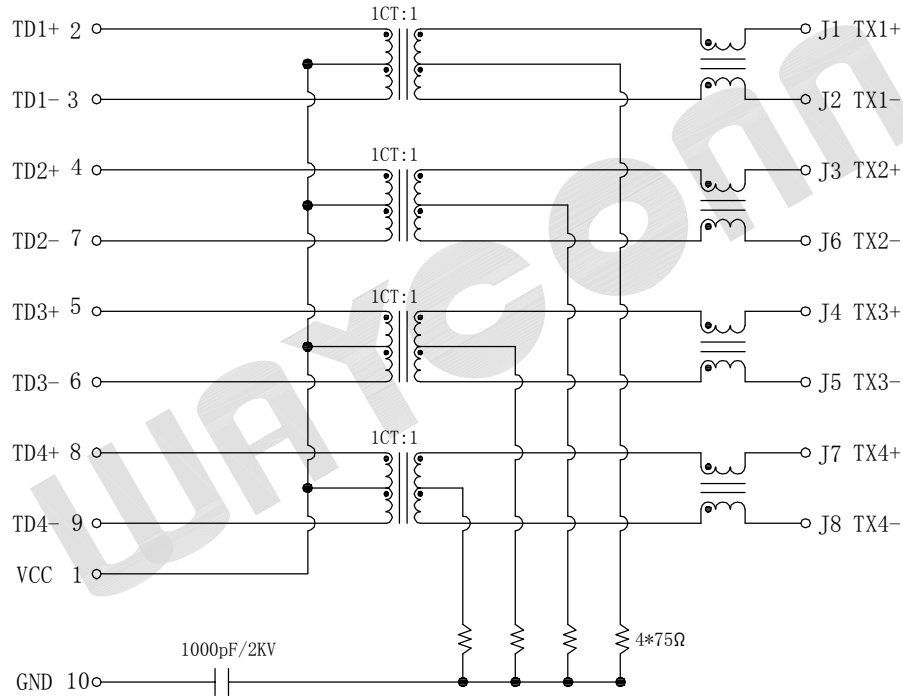 1CT:1
TD1+ 2 J1 TX1+
TD1- 3 J2 TX1-
1CT:1
TD2+ 4 J3 TX2+
TD2- 7 J6 TX2-
1CT:1
TD3+ 5 J4 TX3+
TD3- 6 J5 TX3-
1CT:1
TD4+ 8 J7 TX4+
TD4- 9 J8 TX4-
VCC 1
4*75Ω
1000pF/2KV
GND 10
WAYCONN